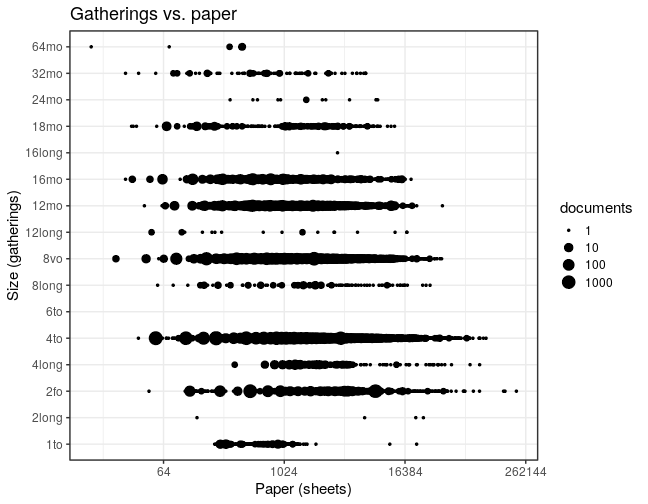 Gatherings vs. paper
64mo
32mo
24mo
18mo
16long
16mo
12mo
12long
8vo
8long
6to
4to
4long
2fo
2long
1to
Size (gatherings)
64
1024
16384
262144
Paper (sheets)
documents
1
10
100
1000